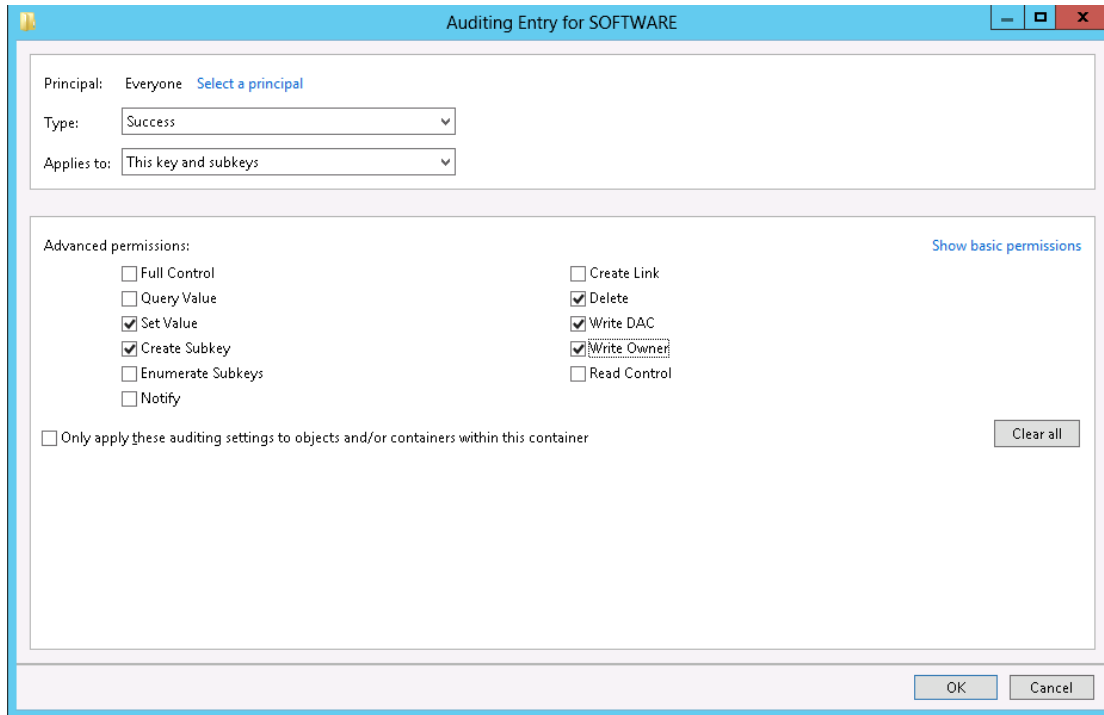 Auditing Entry for SOFTWARE
Principal: Everyone Select a principal
Type: Success
Applies to: This key and subkeys
Advanced permissions: Show basic permissions
Full Control Create Link
Query Value Delete
Set Value Write DAC
Create Subkey Write Owner
Enumerate Subkeys Read Control
Notify
Only apply these auditing settings to objects and/or containers within this container Clear all
OK Cancel